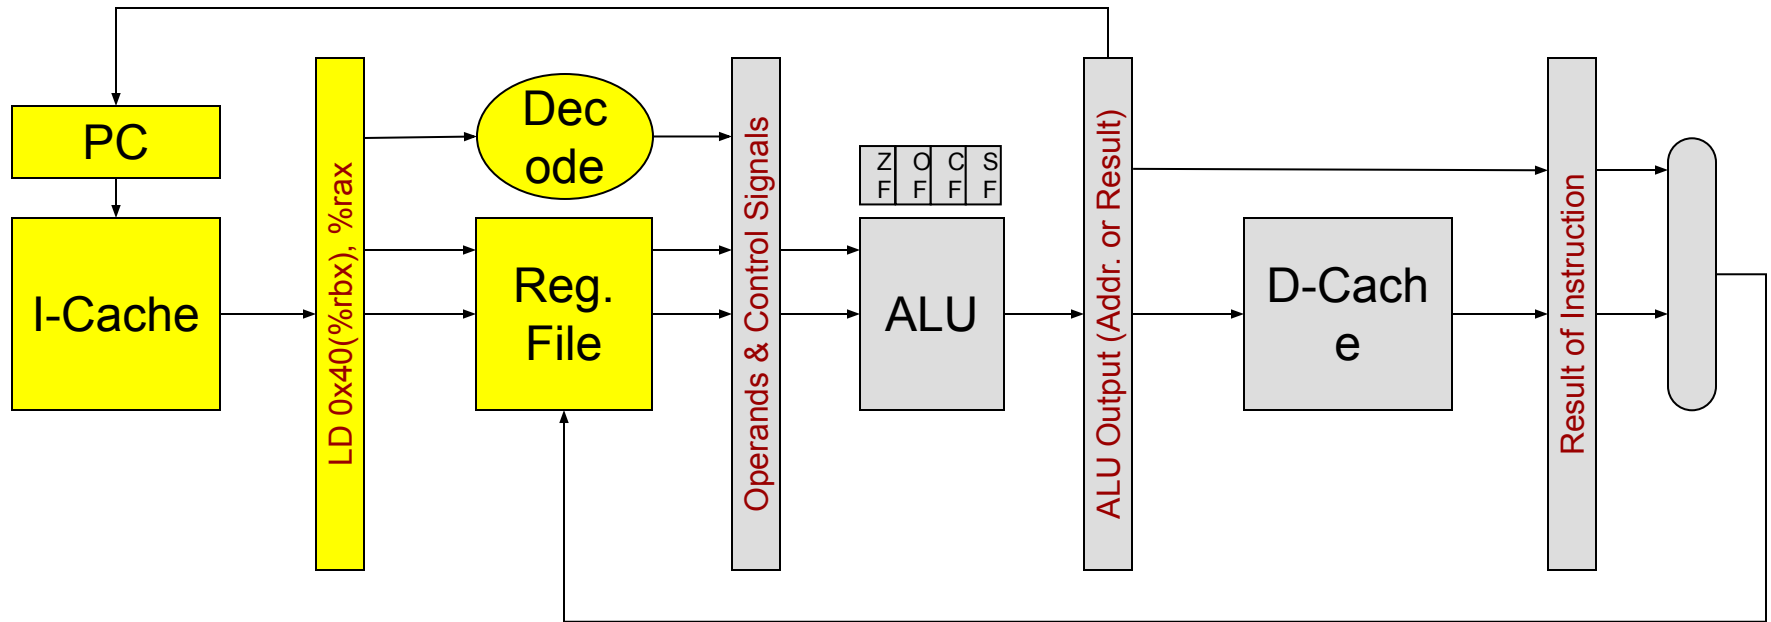 PC
I-Cache
LD 0x40(%rbx), %rax
Dec
ode
Reg.
File
Operands & Control Signals
Z O C S
F F F F
ALU
ALU Output (Addr. or Result)
D-Cach
e
Result of Instruction